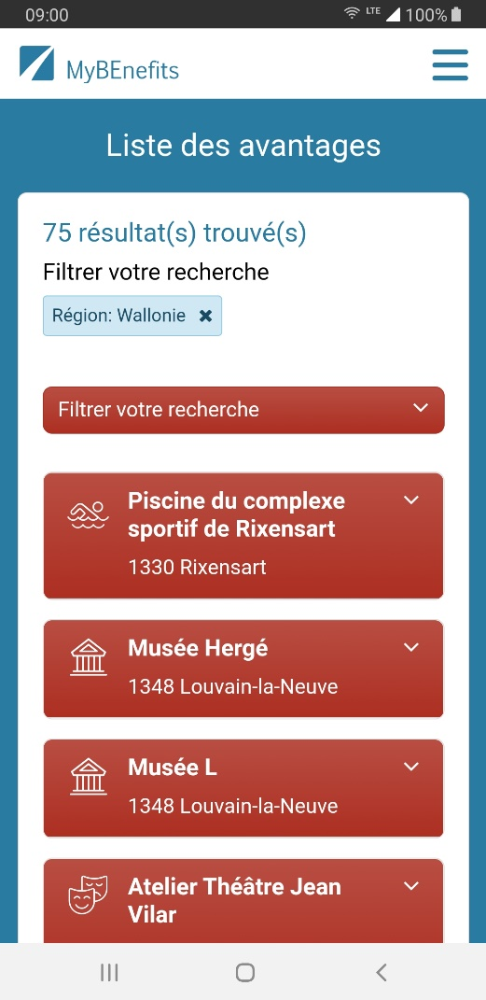 09:00
LTE 100%
MyBEnefits
Liste des avantages
75 résultat(s) trouvé(s)
Filtrer votre recherche
Région: Wallonie ✖
Filtrer votre recherche
Piscine du complexe
sportif de Rixensart
1330 Rixensart
Musée Hergé
1348 Louvain-la-Neuve
Musée L
1348 Louvain-la-Neuve
Atelier Théâtre Jean
Vilar